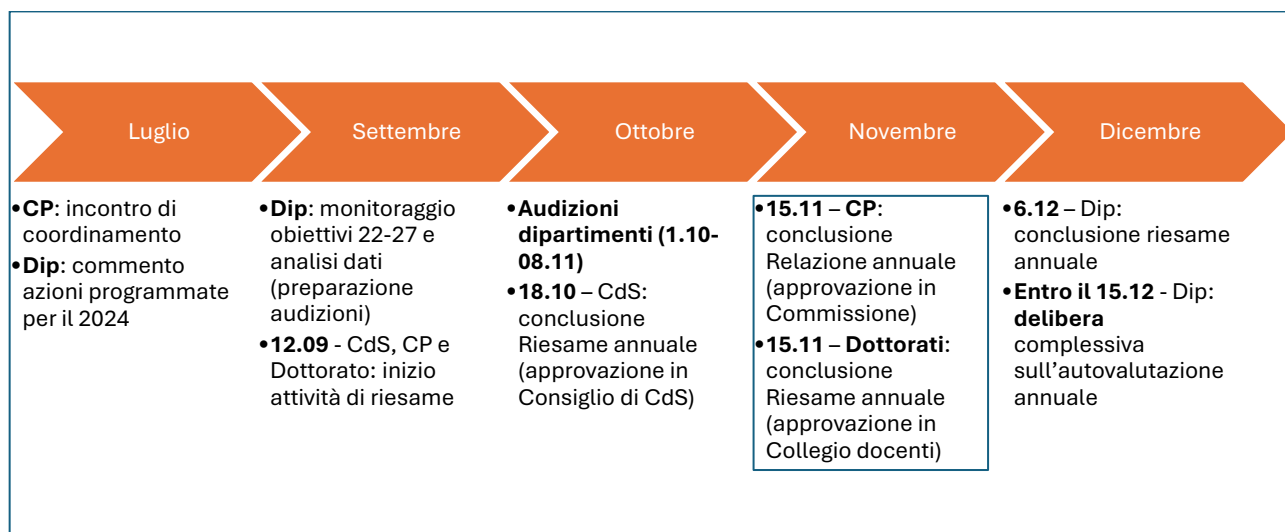 Luglio
Settembre
Ottobre
Novembre
Dicembre
•CP: incontro di
coordinamento
•Dip: commento
azioni programmate
per il 2024
•Dip: monitoraggio
obiettivi 22-27 e
analisi dati
(preparazione
audizioni)
•12.09 - CdS, CP e
Dottorato: inizio
attività di riesame
•Audizioni
dipartimenti (1.10-
08.11)
•18.10 – CdS:
conclusione
Riesame annuale
(approvazione in
Consiglio di CdS)
•15.11 – CP:
conclusione
Relazione annuale
(approvazione in
Commissione)
•15.11 – Dottorati:
conclusione
Riesame annuale
(approvazione in
Collegio docenti)
•6.12 – Dip:
conclusione riesame
annuale
•Entro il 15.12 - Dip:
delibera
complessiva
sull’autovalutazione
annuale